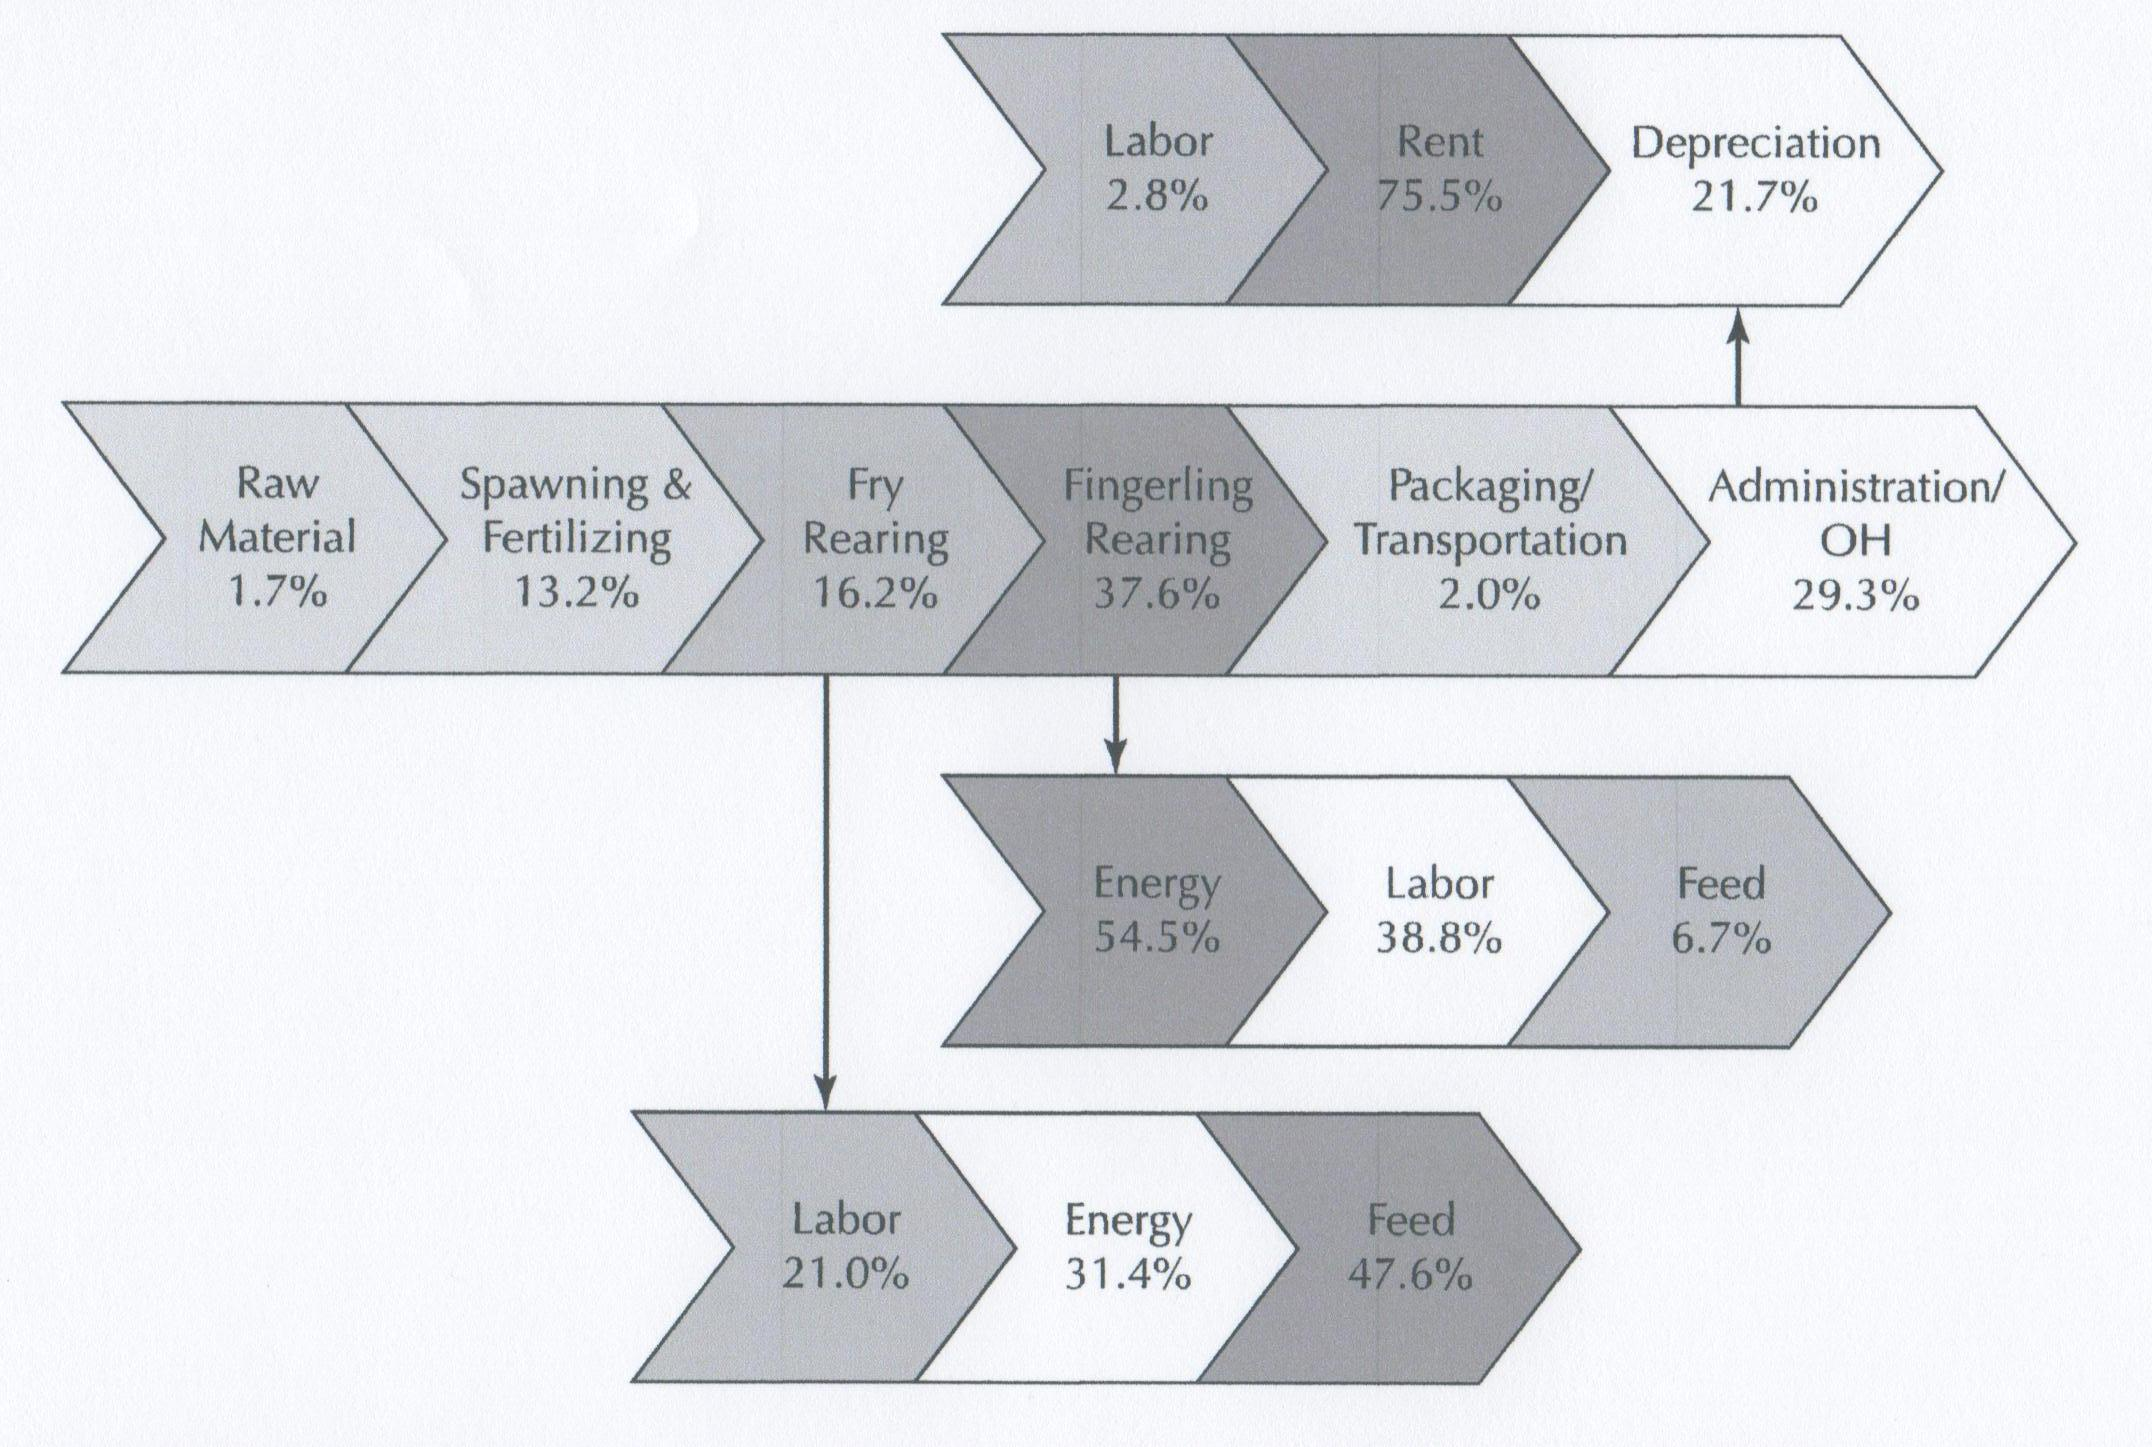 Labor
2.8%
Rent
75.5%
Depreciation
21.7%
Raw
Material
1.7%
Spawning &
Fertilizing
13.2%
Fry
Rearing
16.2%
Fingerling
Rearing
37.6%
Packaging/
Transportation
2.0%
Administration/
OH
29.3%
Energy
54.5%
Labor
38.8%
Feed
6.7%
Labor
21.0%
Energy
31.4%
Feed
47.6%